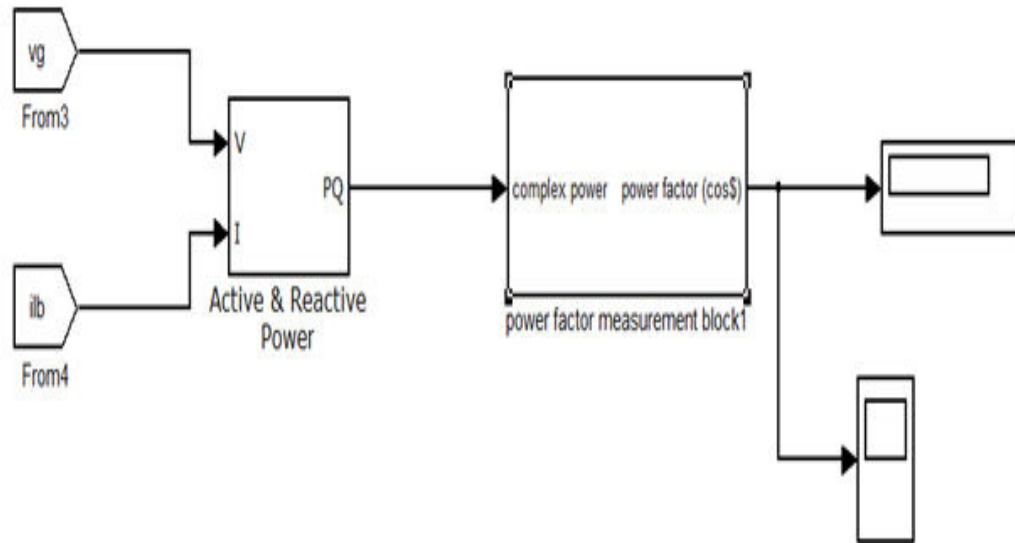 vg
From3
V
I
PQ
Active & Reactive
Power
ilb
From4
complex power power factor (cos$)
power factor measurement block1